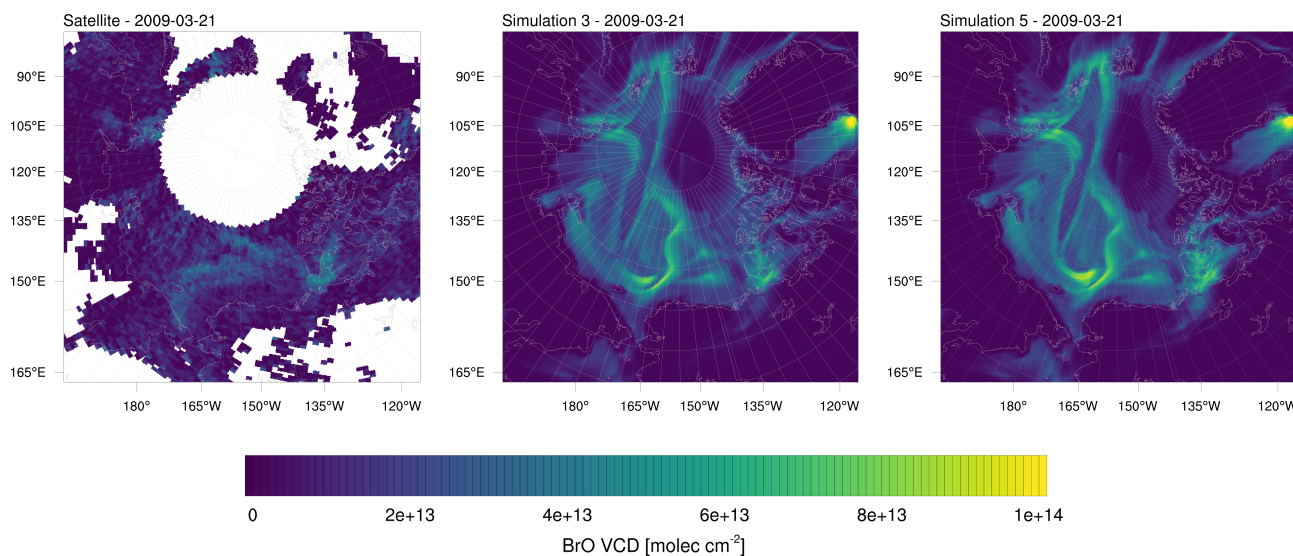 Satellite - 2009-03-21
Simulation 3 - 2009-03-21
Simulation 5 - 2009-03-21
90°E
105°E
120°E
135°E
150°E
165°E
180°
165°W
150°W
135°W
120°W
90°E
105°E
120°E
135°E
150°E
165°E
180°
165°W
150°W
135°W
120°W
90°E
105°E
120°E
135°E
150°E
165°E
180°
165°W
150°W
135°W
120°W
0
2e+13
4e+13
6e+13
8e+13
1e+14
BrO VCD [molec cm⁻²]